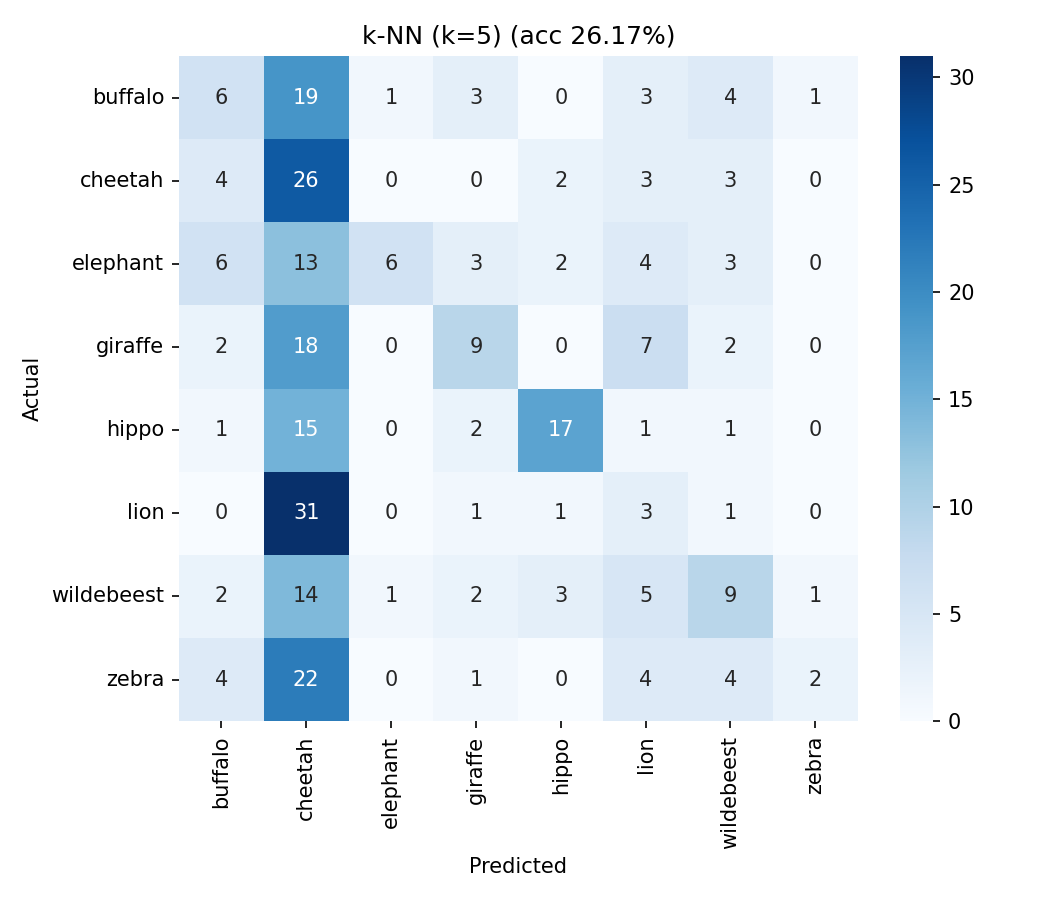 k-NN (k=5) (acc 26.17%)
buffalo 6 19 1 3 0 3 4 1
cheetah 4 26 0 0 2 3 3 0
elephant 6 13 6 3 2 4 3 0
giraffe 2 18 0 9 0 7 2 0
hippo 1 15 0 2 17 1 1 0
lion 0 31 0 1 1 3 1 0
wildebeest 2 14 1 2 3 5 9 1
zebra 4 22 0 1 0 4 4 2
buffalo cheetah elephant giraffe hippo lion wildebeest zebra
Predicted
Actual
30
25
20
15
10
5
0